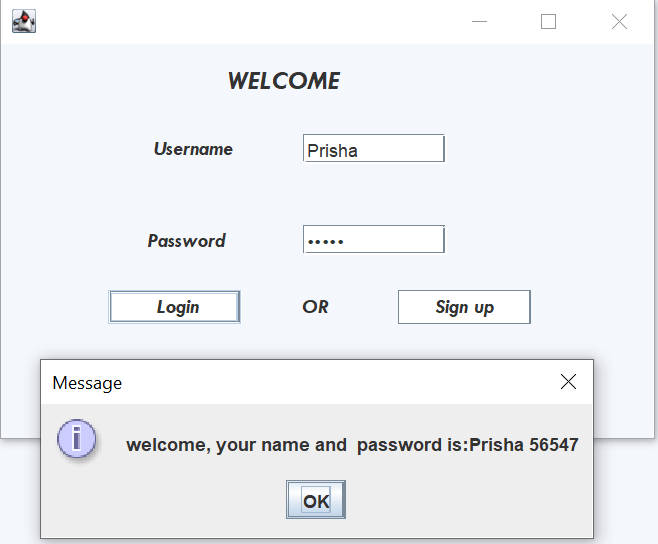 WELCOME
Username Prisha
Password •••••
Login OR Sign up
Message
welcome, your name and  password is:Prisha 56547
OK